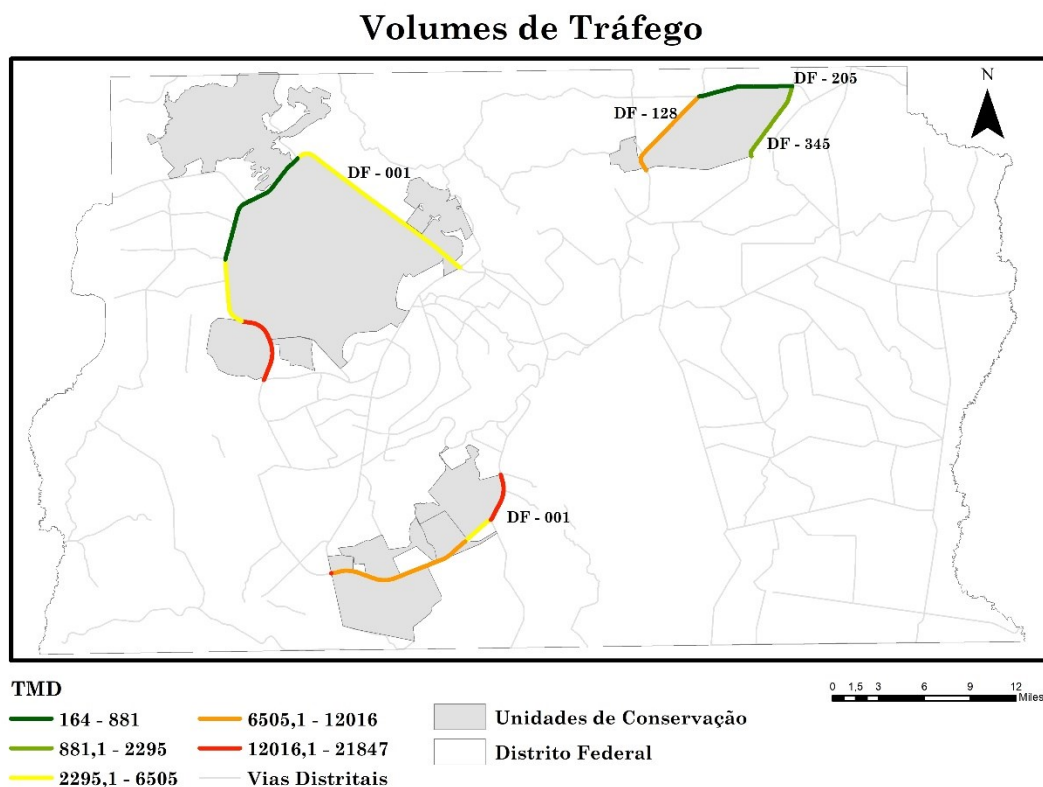 Volumes de Tráfego
DF - 205
N
DF - 128
DF - 345
DF - 001
DF - 001
TMD
0 1,5 3 6 9 12
Miles
164 - 881
6505,1 - 12016
Unidades de Conservação
881,1 - 2295
12016,1 - 21847
Distrito Federal
2295,1 - 6505
Vias Distritais